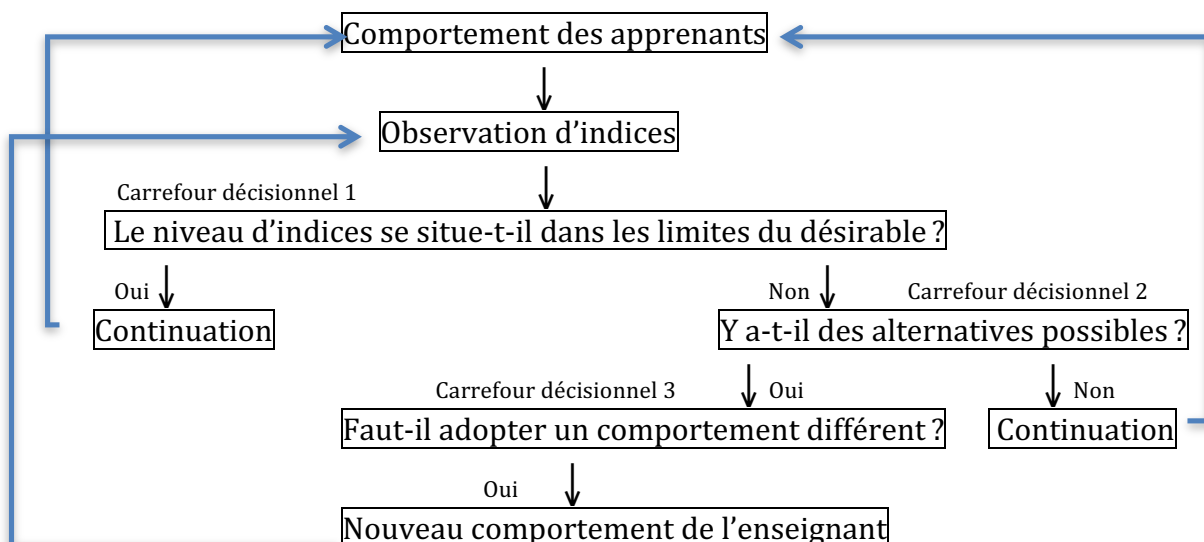 Comportement des apprenants
Observation d’indices
Carrefour décisionnel 1
Le niveau d’indices se situe-t-il dans les limites du désirable ?
Oui
Non
Carrefour décisionnel 2
Continuation
Y a-t-il des alternatives possibles ?
Carrefour décisionnel 3
Oui
Non
Faut-il adopter un comportement différent ?
Continuation
Oui
Nouveau comportement de l’enseignant